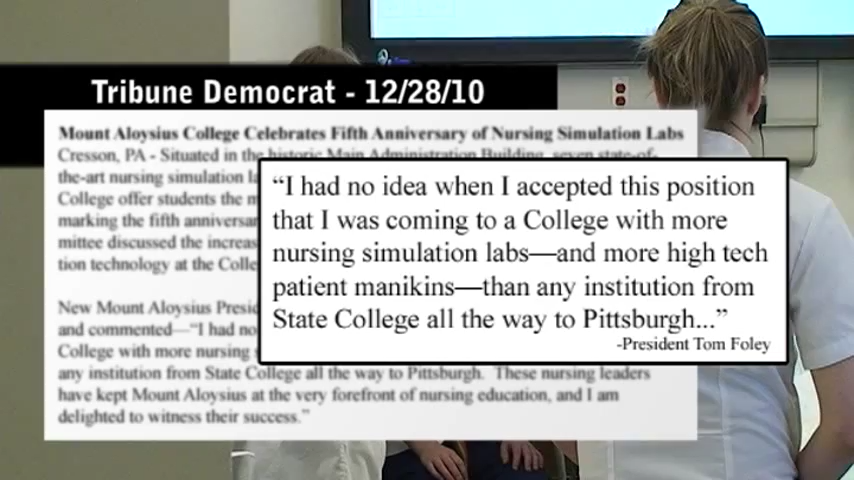 Tribune Democrat - 12/28/10
Mount Aloysius College Celebrates Fifth Anniversary of Nursing Simulation Labs
Cresson, PA - Situated in the historic Main Administration Building, seven state-of-
the-art nursing simulation la
College offer students the m
marking the fifth anniversar
mittee discussed the increas
tion technology at the Colle
New Mount Aloysius Presid
and commented—“I had no
College with more nursing
any institution from State College all the way to Pittsburgh. These nursing leaders
have kept Mount Aloysius at the very forefront of nursing education, and I am
delighted to witness their success.”
“I had no idea when I accepted this position
that I was coming to a College with more
nursing simulation labs—and more high tech
patient manikins—than any institution from
State College all the way to Pittsburgh...”
-President Tom Foley